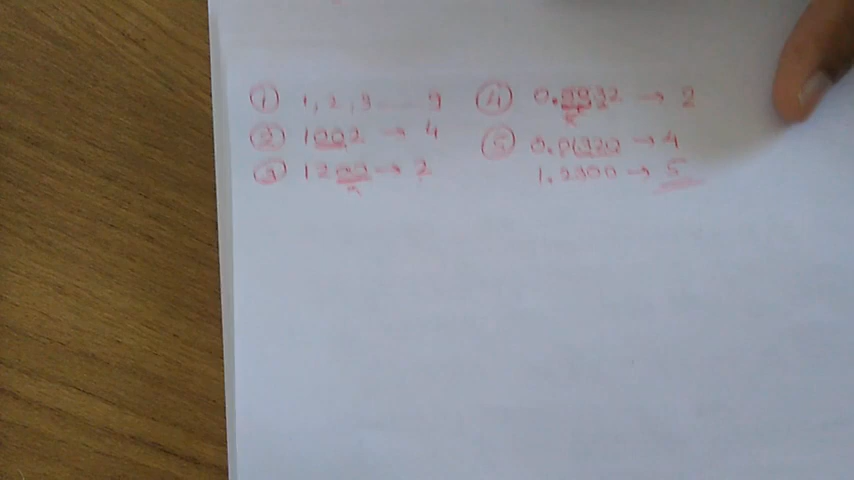 ① 1, 2, 3 .... 9
② 1002 → 4
③ 1200 → 2
④ 0.0032 → 2
⑤ 0.01320 → 4
1.2300 → 5